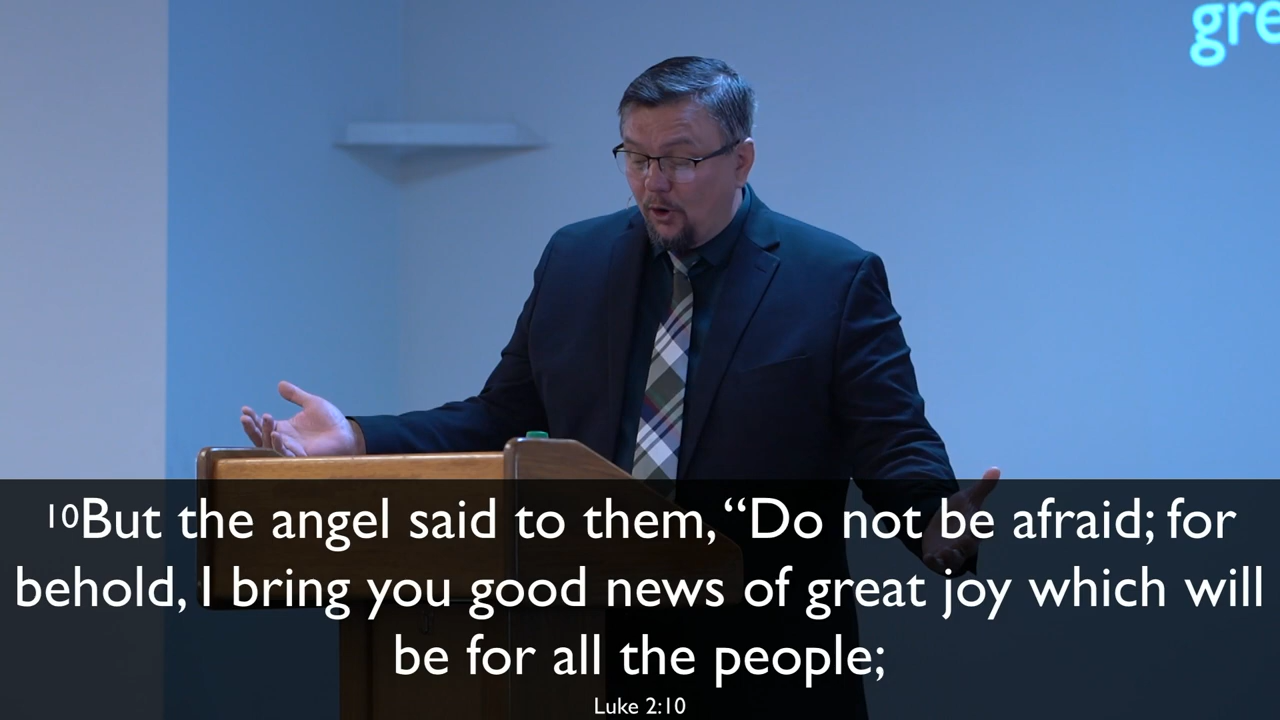 gre
10But the angel said to them, “Do not be afraid; for
behold, I bring you good news of great joy which will
be for all the people;
Luke 2:10